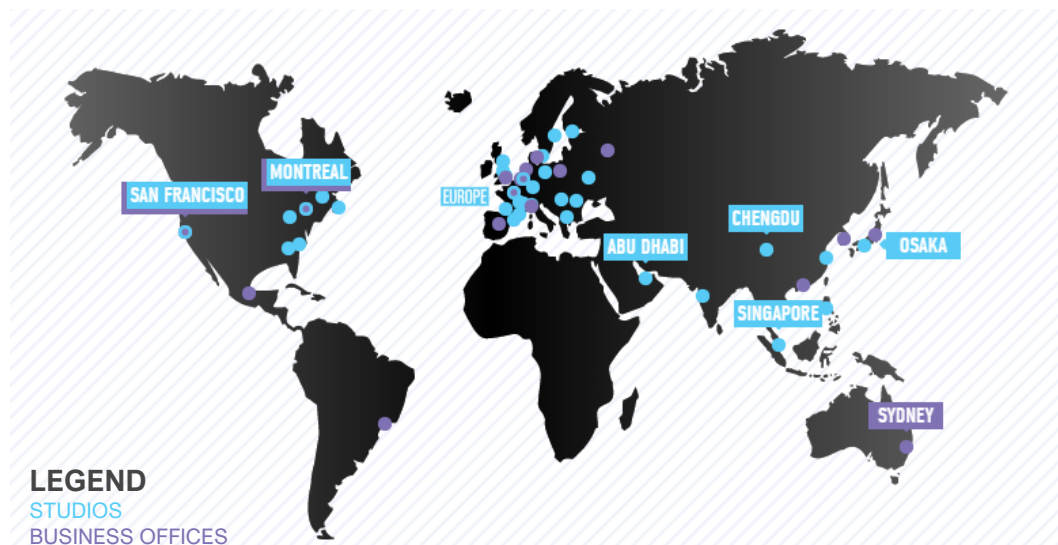 MONTREAL
SAN FRANCISCO
EUROPE
CHENGDU
ABU DHABI
OSAKA
SINGAPORE
SYDNEY
LEGEND
STUDIOS
BUSINESS OFFICES